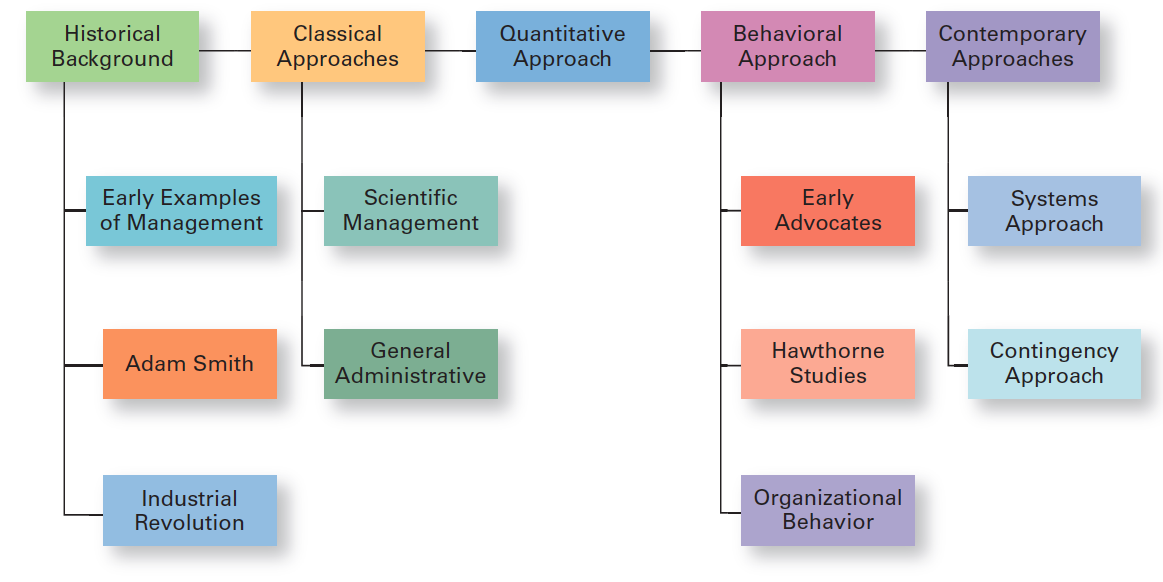 Historical
Background
Classical
Approaches
Quantitative
Approach
Behavioral
Approach
Contemporary
Approaches
Early Examples
of Management
Scientific
Management
Early
Advocates
Systems
Approach
Adam Smith
General
Administrative
Hawthorne
Studies
Contingency
Approach
Industrial
Revolution
Organizational
Behavior